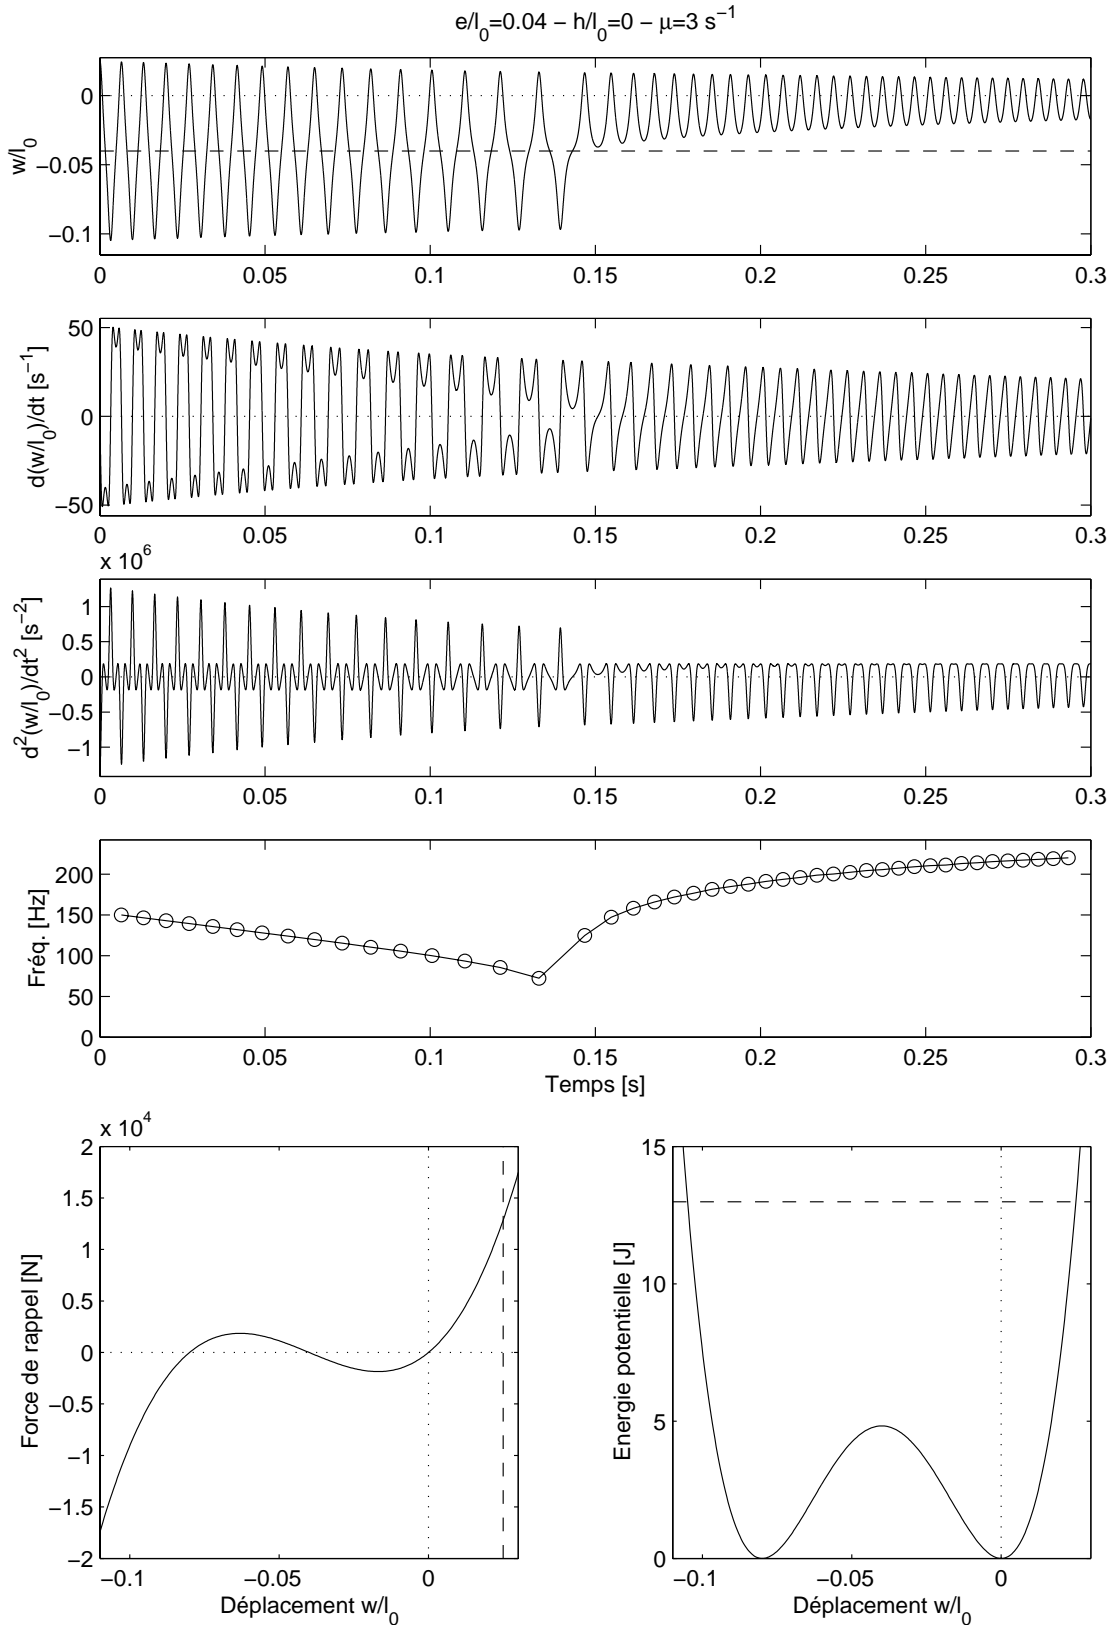 e/l0=0.04 − h/l0=0 − μ=3 s−1
w/l0
0
−0.05
−0.1
0 0.05 0.1 0.15 0.2 0.25 0.3
d(w/l0)/dt [s−1]
50
0
−50
0 0.05 0.1 0.15 0.2 0.25 0.3
x 10^6
d2(w/l0)/dt2 [s−2]
1
0.5
0
−0.5
−1
0 0.05 0.1 0.15 0.2 0.25 0.3
Fréq. [Hz]
200
150
100
50
0
0 0.05 0.1 0.15 0.2 0.25 0.3
Temps [s]
x 10^4
Force de rappel [N]
2
1.5
1
0.5
0
−0.5
−1
−1.5
−2
−0.1 −0.05 0
Déplacement w/l0
Energie potentielle [J]
15
10
5
0
−0.1 −0.05 0
Déplacement w/l0